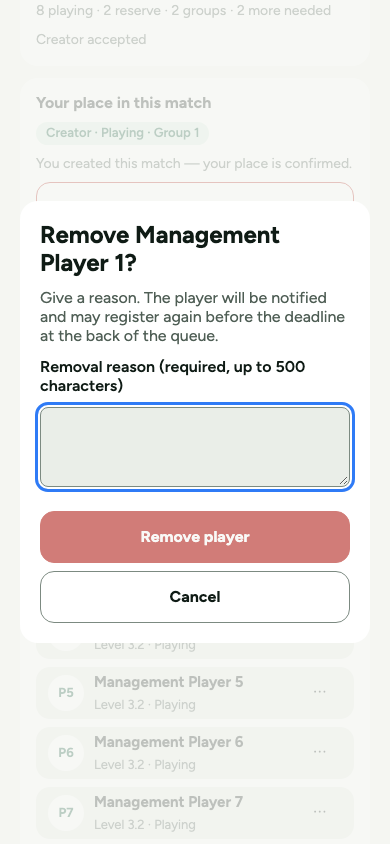 8 playing · 2 reserve · 2 groups · 2 more needed
Creator accepted
Your place in this match
Creator · Playing · Group 1
You created this match — your place is confirmed.
Remove Management
Player 1?
Give a reason. The player will be notified
and may register again before the deadline
at the back of the queue.
Removal reason (required, up to 500
characters)
Remove player
Cancel
Level 3.2 · Playing
P5
Management Player 5
...
Level 3.2 · Playing
P6
Management Player 6
...
Level 3.2 · Playing
P7
Management Player 7
...
Level 3.2 · Playing